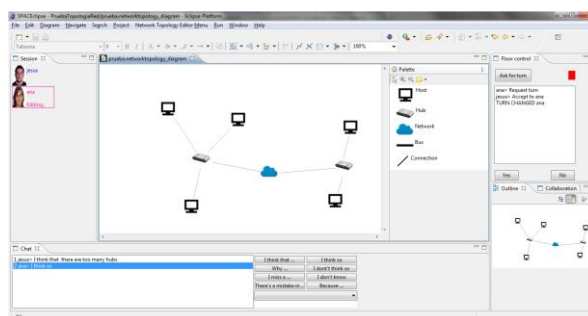 SPACEclipse - PruebaTopologiaRed/prueba.networktopology_diagram - Eclipse Platform
File Edit Diagram Navigate Search Project Network Topology Editor Menu Run Window Help
Tahoma
9
100%
Session
jesus
ana
Editing...
prueba.networktopology_diagram
Palette
Host
Hub
Network
Bus
Connection
Floor control
Ask for turn
ana> Request turn
jesus> Accept to ana
TURN CHANGED ana
Yes
No
Outline
Collaboration
Chat
1 jesus> I think that there are too many hubs
2 ana> I think so
I think that ...
I think so
Why ...
I don't think so
I miss a ...
I don't know
There's a mistake in ...
Because ...